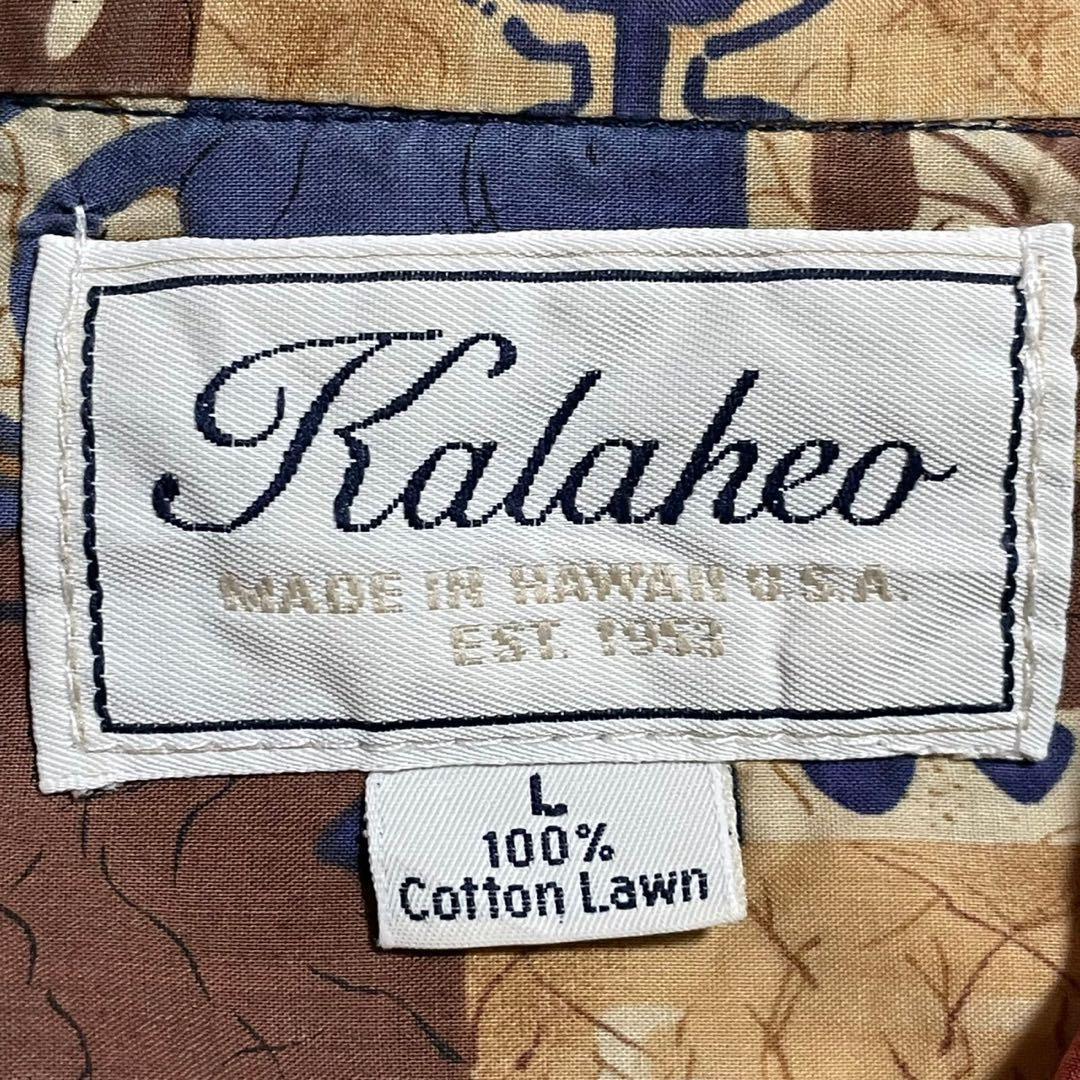 Kalaheo
MADE IN HAWAII U.S.A.
EST. 1953
L
100%
Cotton Lawn